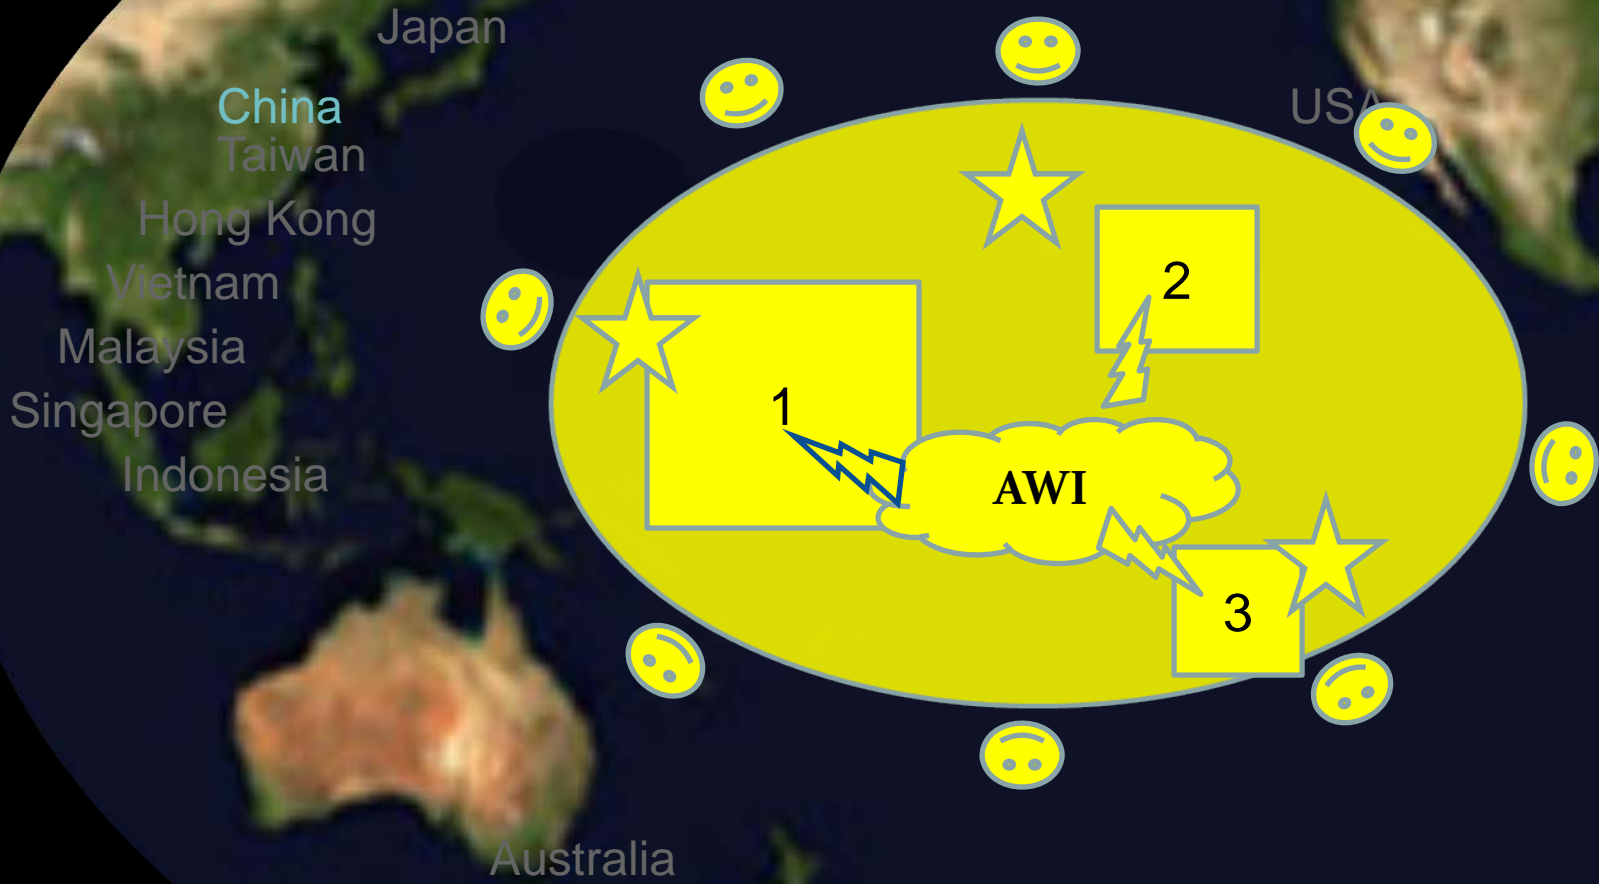 Japan
China
USA
Taiwan
Hong Kong
2
Vietnam
Malaysia
1
Singapore
Indonesia
AWI
3
Australia